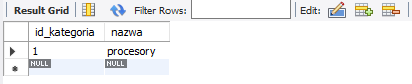 Result Grid Filter Rows: Edit:
id_kategoria nazwa
1 procesory
NULL NULL